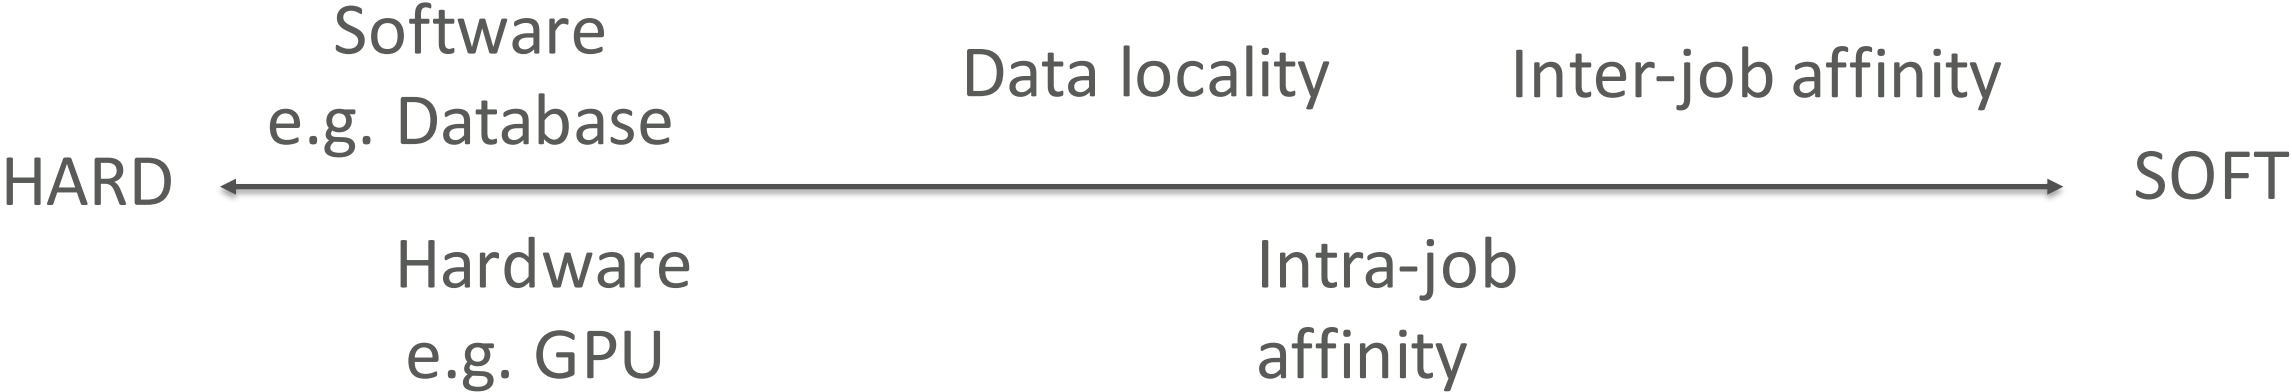 Software
e.g. Database
Data locality
Inter-job affinity
HARD
SOFT
Hardware
e.g. GPU
Intra-job
affinity